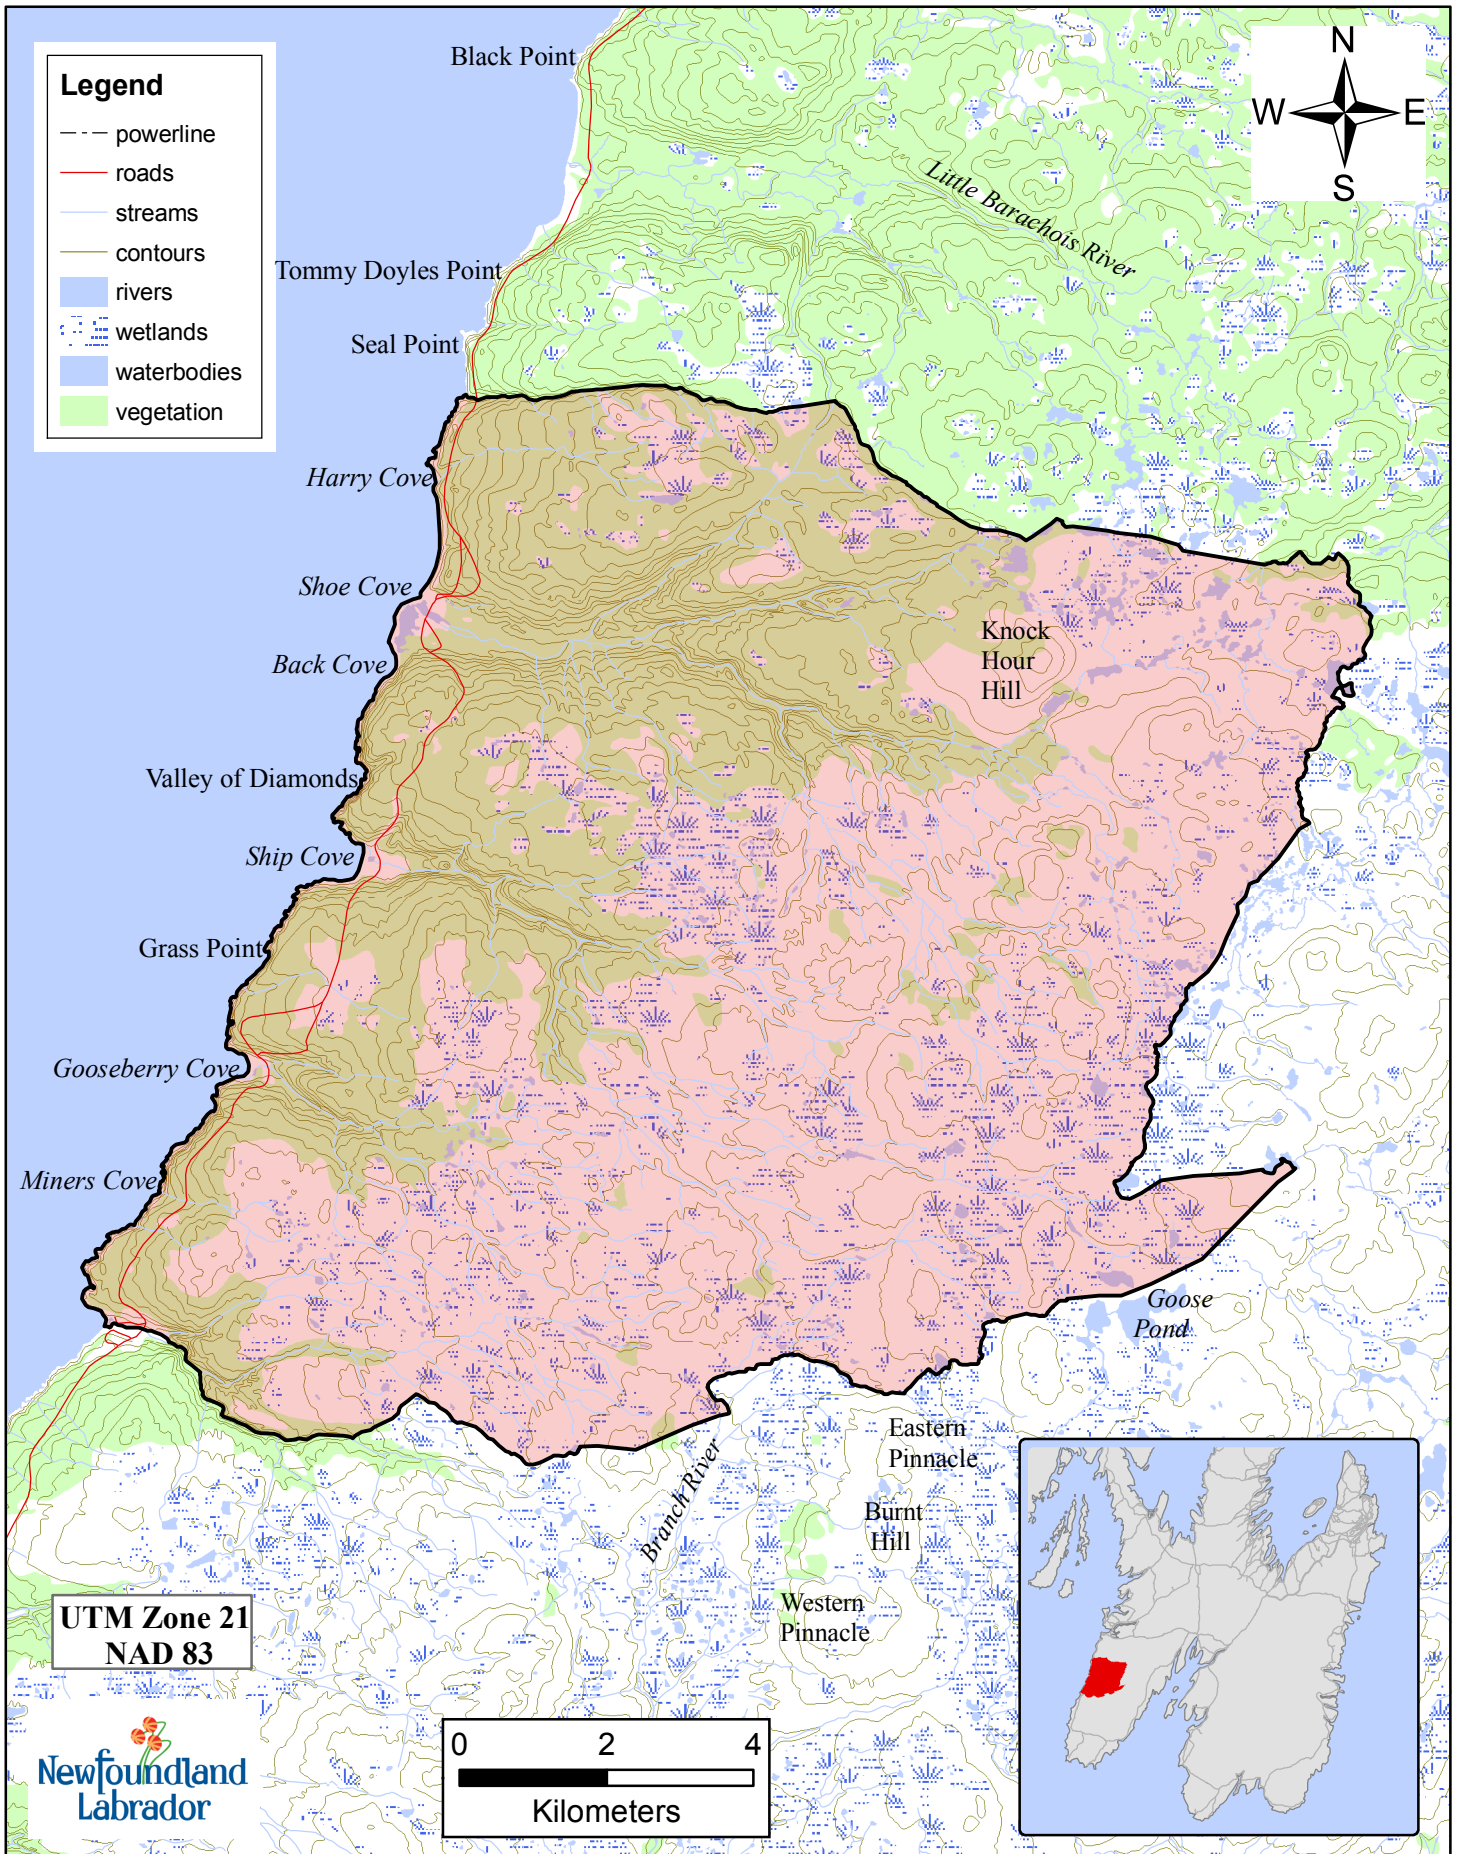 Black Point
N
W
E
S
Legend
powerline
roads
streams
contours
rivers
wetlands
waterbodies
vegetation
Little Barachois River
Tommy Doyles Point
Seal Point
Harry Cove
Shoe Cove
Back Cove
Knock
Hour
Hill
Valley of Diamonds
Ship Cove
Grass Point
Gooseberry Cove
Miners Cove
Goose
Pond
Eastern
Pinnacle
Branch River
Burnt
Hill
Western
Pinnacle
UTM Zone 21
NAD 83
Newfoundland
Labrador
0 2 4
Kilometers